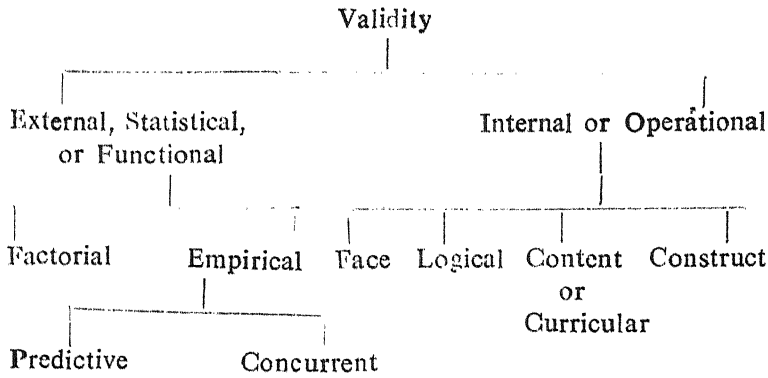 Validity
External, Statistical,
or Functional
Internal or Operational
Factorial
Empirical
Face
Logical
Content
or
Curricular
Construct
Predictive
Concurrent